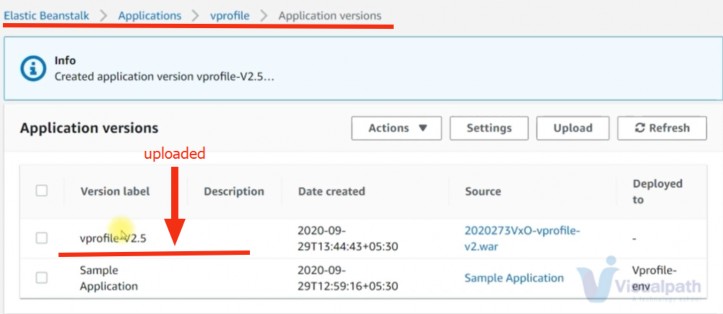 Elastic Beanstalk > Applications > vprofile > Application versions
Info
Created application version vprofile-V2.5...
Application versions
Actions ▼
Settings
Upload
Refresh
uploaded
Version label Description Date created Source Deployed to
vprofile-V2.5 2020-09-29T13:44:43+05:30 2020273VxO-vprofile-v2.war -
Sample Application 2020-09-29T12:59:16+05:30 Sample Application Vprofile-env
Visualpath